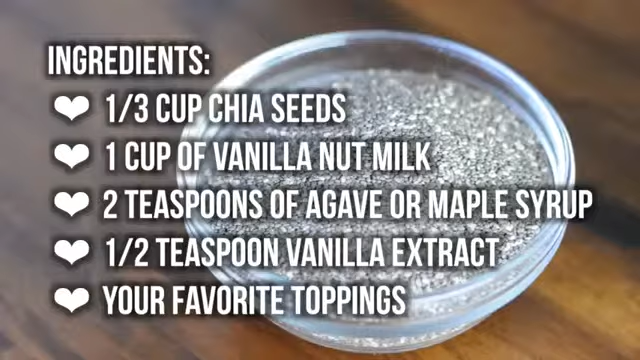 INGREDIENTS:
❤ 1/3 CUP CHIA SEEDS
❤ 1 CUP OF VANILLA NUT MILK
❤ 2 TEASPOONS OF AGAVE OR MAPLE SYRUP
❤ 1/2 TEASPOON VANILLA EXTRACT
❤ YOUR FAVORITE TOPPINGS